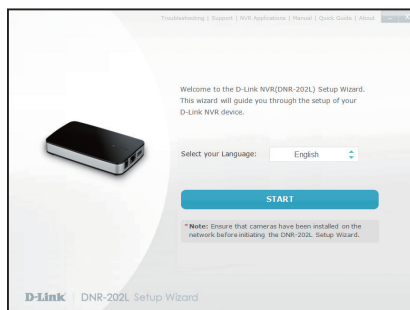 Troubleshooting | Support | NVR Applications | Manual | Quick Guide | About
Welcome to the D-Link NVR(DNR-202L) Setup Wizard.
This wizard will guide you through the setup of your
D-Link NVR device.
Select your Language: English
START
* Note: Ensure that cameras have been installed on the
network before initiating the DNR-202L Setup Wizard.
D-Link | DNR-202L Setup Wizard